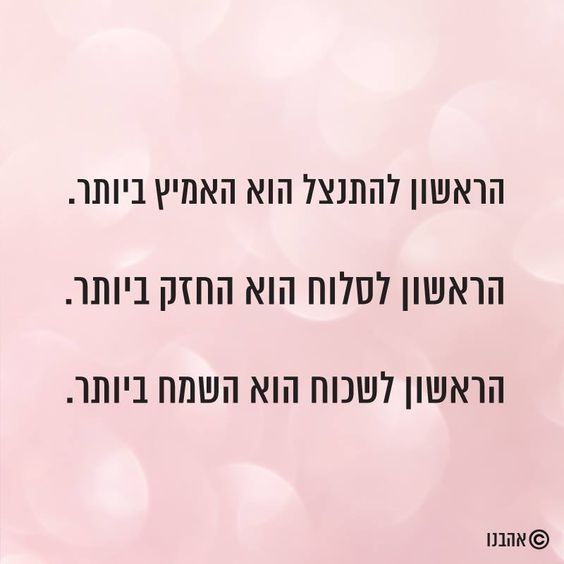 הראשון להתנצל הוא האמיץ ביותר.
הראשון לסלוח הוא החזק ביותר.
הראשון לשכוח הוא השמח ביותר.
©אהבנו